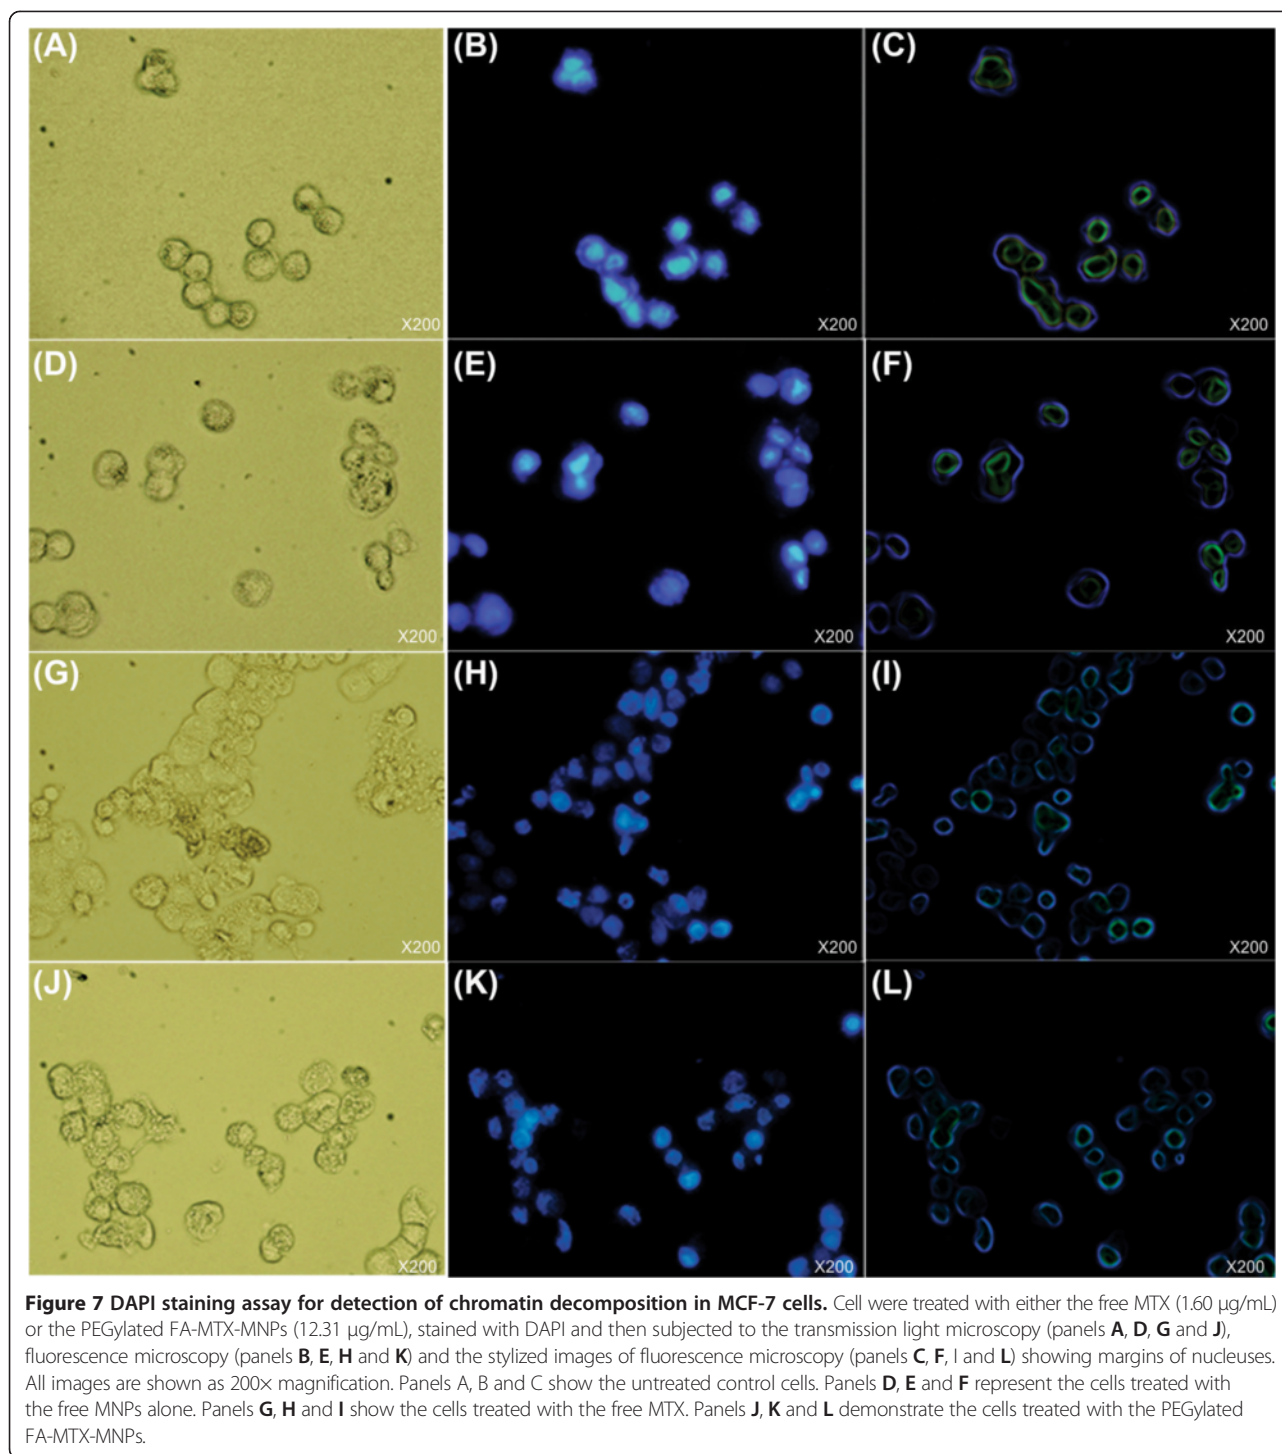 (A)
(B)
(C)
X200
X200
X200
(D)
(E)
(F)
X200
X200
X200
(G)
(H)
(I)
X200
X200
X200
(J)
(K)
(L)
X200
X200
X200
Figure 7 DAPI staining assay for detection of chromatin decomposition in MCF-7 cells. Cell were treated with either the free MTX (1.60 μg/mL)
or the PEGylated FA-MTX-MNPs (12.31 μg/mL), stained with DAPI and then subjected to the transmission light microscopy (panels A, D, G and J),
fluorescence microscopy (panels B, E, H and K) and the stylized images of fluorescence microscopy (panels C, F, I and L) showing margins of nucleuses.
All images are shown as 200× magnification. Panels A, B and C show the untreated control cells. Panels D, E and F represent the cells treated with
the free MNPs alone. Panels G, H and I show the cells treated with the free MTX. Panels J, K and L demonstrate the cells treated with the PEGylated
FA-MTX-MNPs.